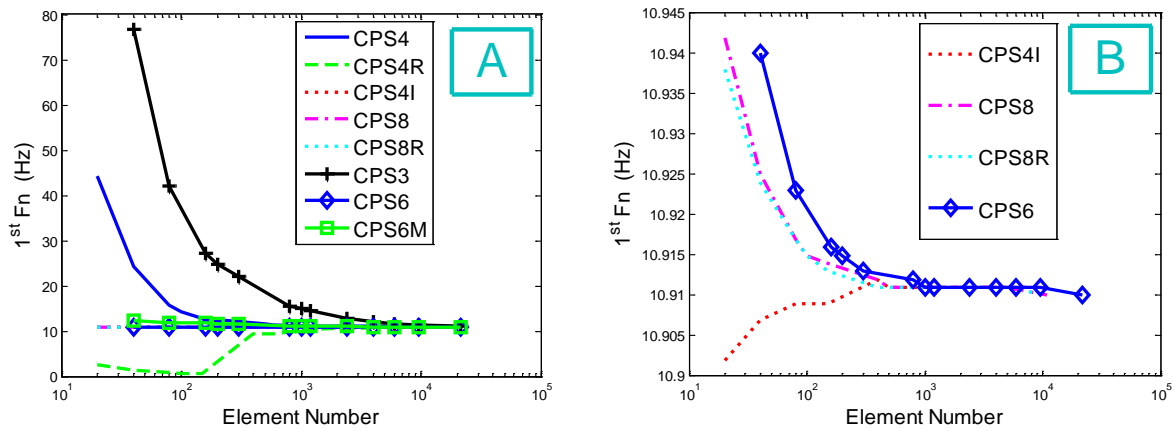 A
80
70
60
50
40
30
20
10
0
1st Fn (Hz)
10^1
10^2
10^3
10^4
10^5
Element Number
CPS4
CPS4R
CPS4I
CPS8
CPS8R
CPS3
CPS6
CPS6M
B
10.945
10.94
10.935
10.93
10.925
10.92
10.915
10.91
10.905
10.9
1st Fn (Hz)
10^1
10^2
10^3
10^4
10^5
Element Number
CPS4I
CPS8
CPS8R
CPS6